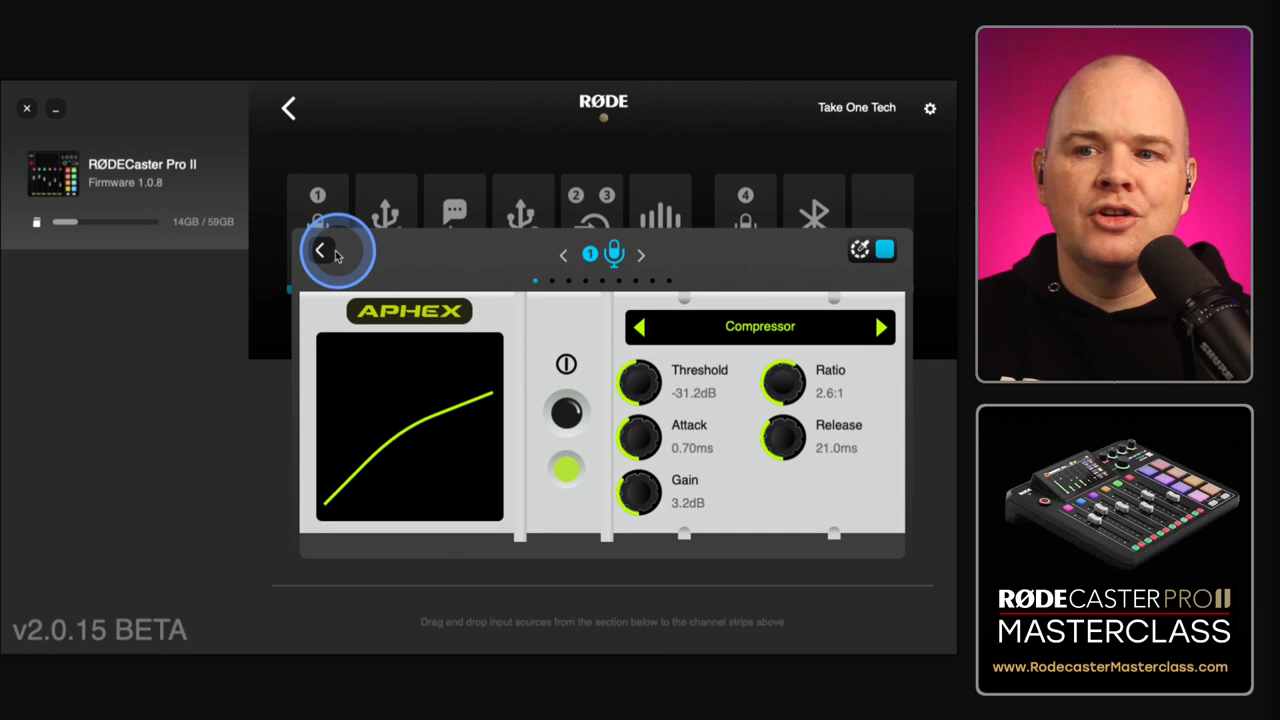 RØDE
Take One Tech
RØDECaster Pro II
Firmware 1.0.8
14GB / 59GB
1
2
3
4
1
APHEX
Compressor
Threshold
-31.2dB
Ratio
2.6:1
Attack
0.70ms
Release
21.0ms
Gain
3.2dB
Drag and drop input sources from the section below to the channel strips above
v2.0.15 BETA
SHURE
RØDECASTERPROII
MASTERCLASS
www.RodecasterMasterclass.com